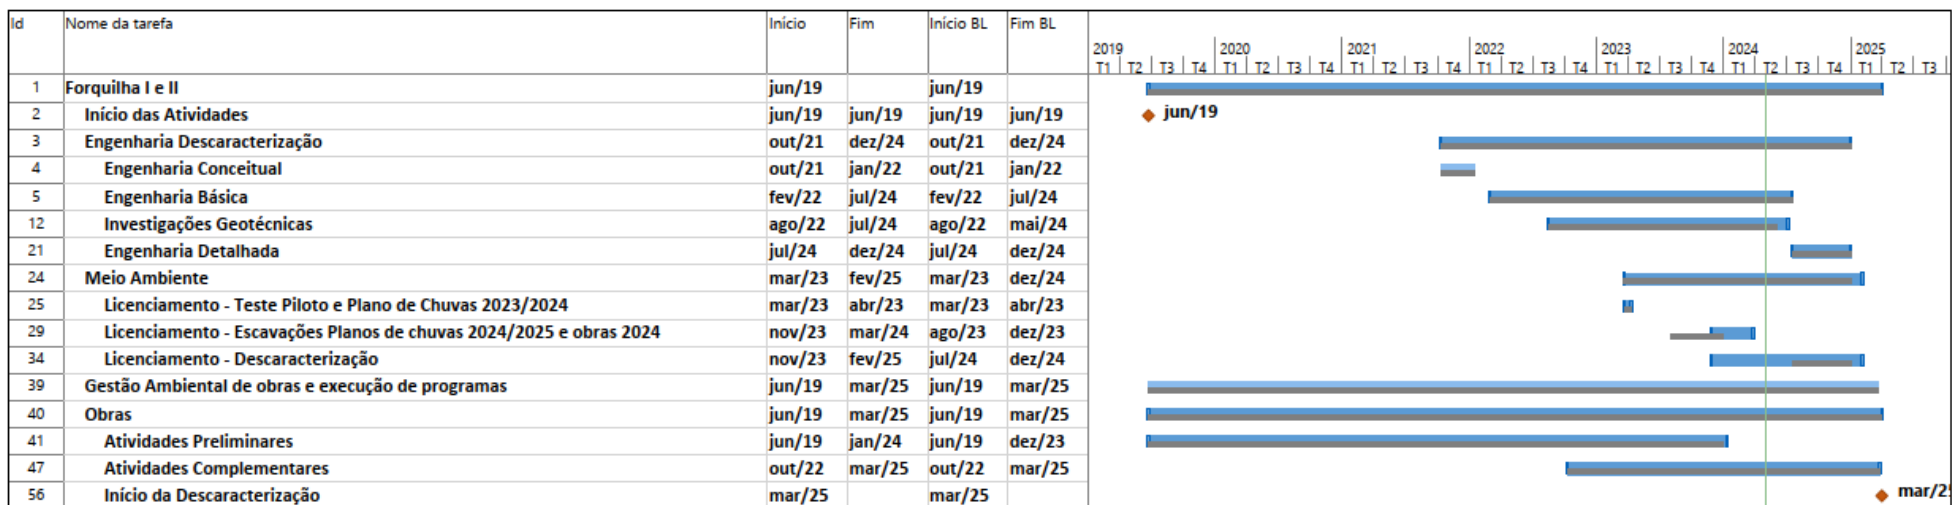 Id Nome da tarefa Início Fim Início BL Fim BL
2019 2020 2021 2022 2023 2024 2025
T1 T2 T3 T4 T1 T2 T3 T4 T1 T2 T3 T4 T1 T2 T3 T4 T1 T2 T3 T4 T1 T2 T3 T4 T1 T2 T3
1 Forquilha I e II jun/19 jun/19
2 Início das Atividades jun/19 jun/19 jun/19 jun/19 jun/19
3 Engenharia Descaracterização out/21 dez/24 out/21 dez/24
4 Engenharia Conceitual out/21 jan/22 out/21 jan/22
5 Engenharia Básica fev/22 jul/24 fev/22 jul/24
12 Investigações Geotécnicas ago/22 jul/24 ago/22 mai/24
21 Engenharia Detalhada jul/24 dez/24 jul/24 dez/24
24 Meio Ambiente mar/23 fev/25 mar/23 dez/24
25 Licenciamento - Teste Piloto e Plano de Chuvas 2023/2024 mar/23 abr/23 mar/23 abr/23
29 Licenciamento - Escavações Planos de chuvas 2024/2025 e obras 2024 nov/23 mar/24 ago/23 dez/23
34 Licenciamento - Descaracterização nov/23 fev/25 jul/24 dez/24
39 Gestão Ambiental de obras e execução de programas jun/19 mar/25 jun/19 mar/25
40 Obras jun/19 mar/25 jun/19 mar/25
41 Atividades Preliminares jun/19 jan/24 jun/19 dez/23
47 Atividades Complementares out/22 mar/25 out/22 mar/25
56 Início da Descaracterização mar/25 mar/25 mar/2